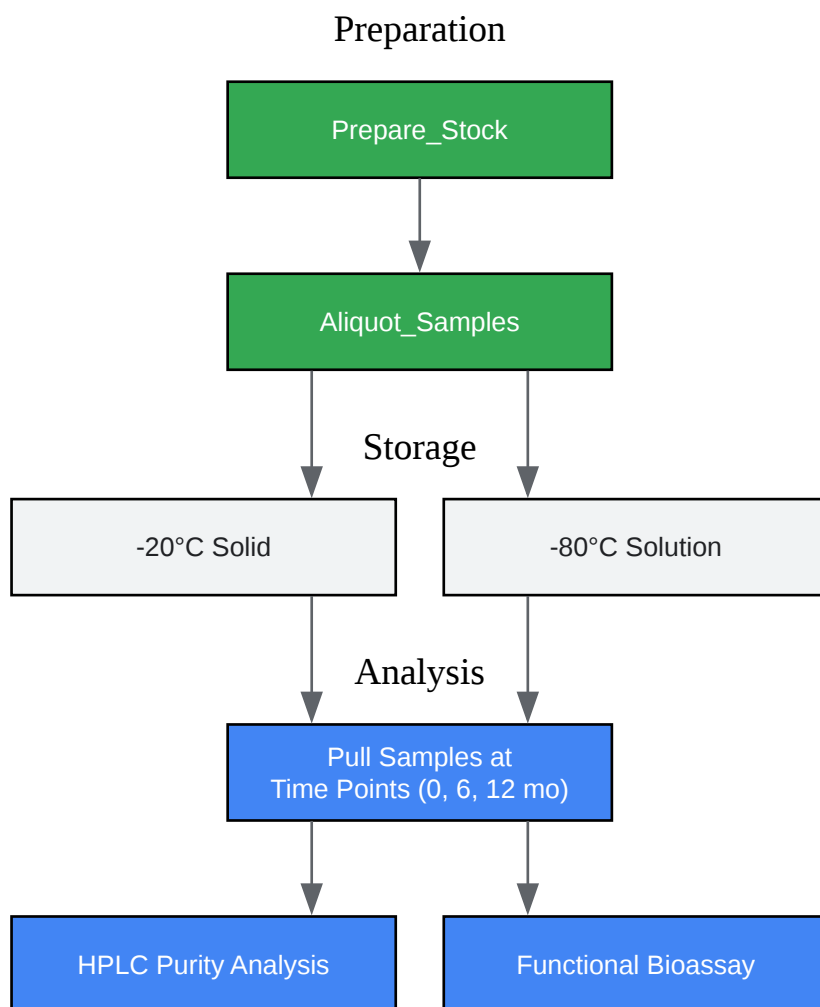 Preparation
Prepare_Stock
Aliquot_Samples
Storage
-20°C Solid
-80°C Solution
Analysis
Pull Samples at
Time Points (0, 6, 12 mo)
HPLC Purity Analysis
Functional Bioassay